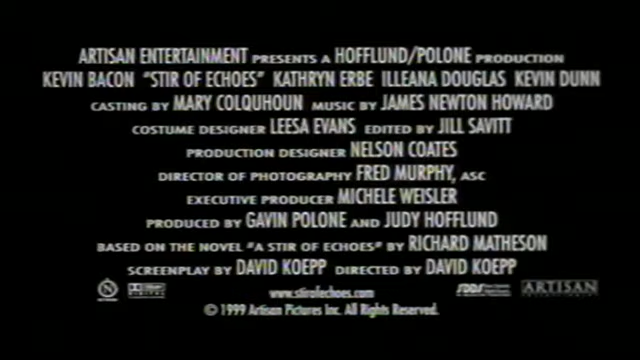 ARTISAN ENTERTAINMENT PRESENTS A HOFFLUND/POLONE PRODUCTION
KEVIN BACON "STIR OF ECHOES" KATHRYN ERBE ILLEANA DOUGLAS KEVIN DUNN
CASTING BY MARY COLQUHOUN MUSIC BY JAMES NEWTON HOWARD
COSTUME DESIGNER LEESA EVANS EDITED BY JILL SAVITT
PRODUCTION DESIGNER NELSON COATES
DIRECTOR OF PHOTOGRAPHY FRED MURPHY, ASC
EXECUTIVE PRODUCER MICHELE WEISLER
PRODUCED BY GAVIN POLONE AND JUDY HOFFLUND
BASED ON THE NOVEL "A STIR OF ECHOES" BY RICHARD MATHESON
SCREENPLAY BY DAVID KOEPP DIRECTED BY DAVID KOEPP
DIGITAL www.stirofechoes.com SDDS ARTISAN
© 1999 Artisan Pictures Inc. All Rights Reserved.